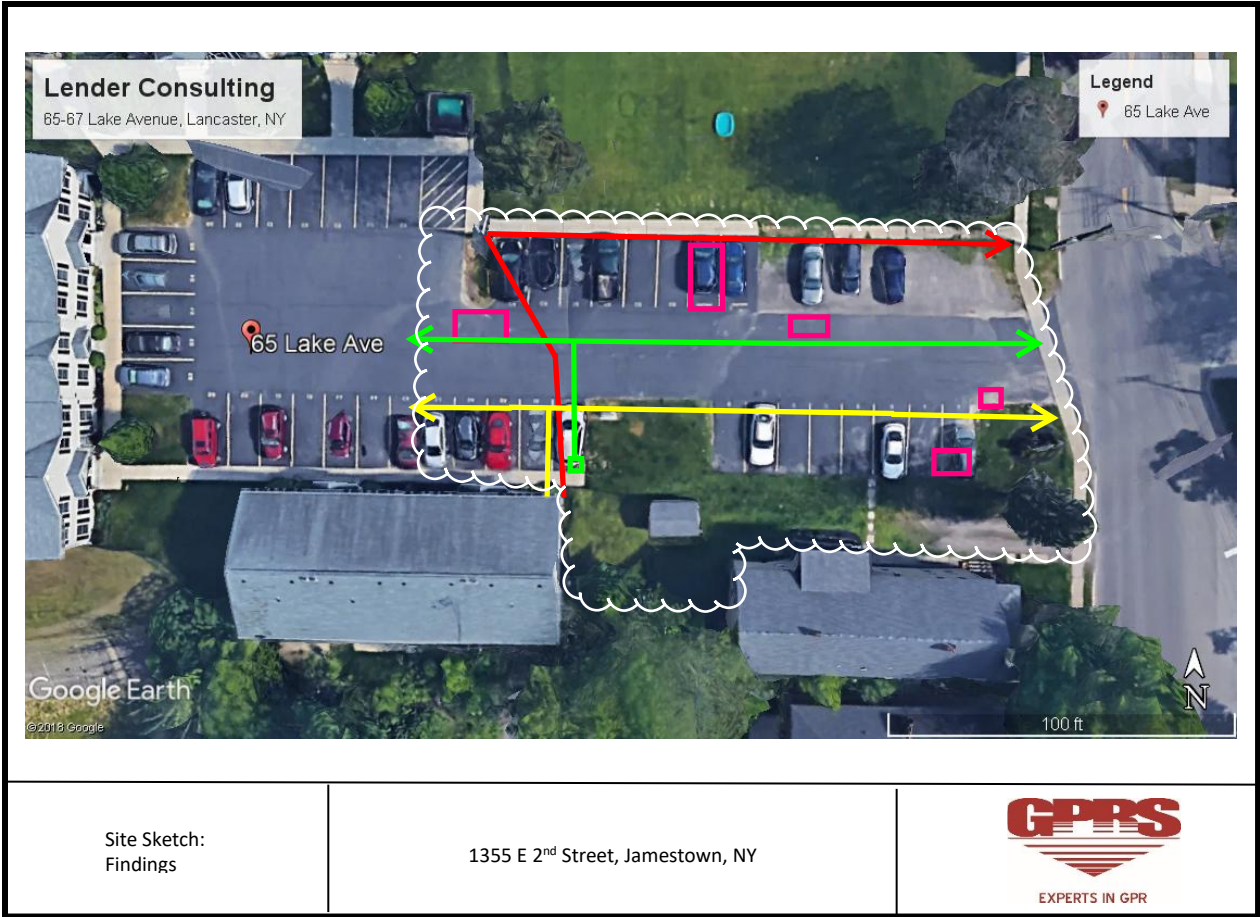 Lender Consulting
65-67 Lake Avenue, Lancaster, NY
Legend
65 Lake Ave
65 Lake Ave
N
Google Earth
©2018 Google
100 ft
Site Sketch:
Findings
1355 E 2nd Street, Jamestown, NY
GPRS
EXPERTS IN GPR